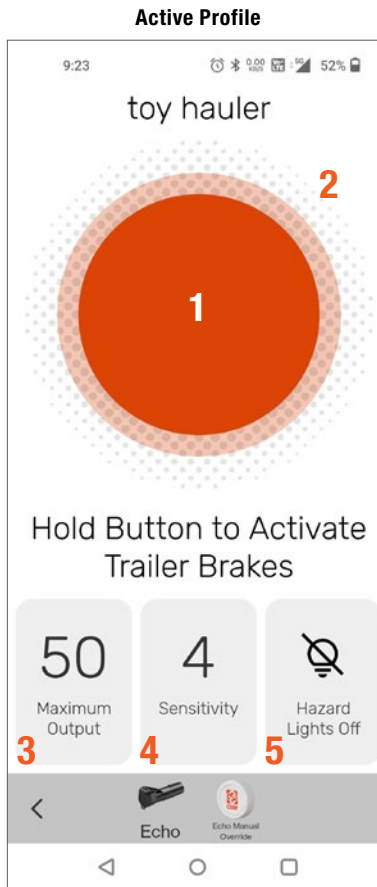 Active Profile
9:23
0.00
5G
52%
toy hauler
2
1
Hold Button to Activate
Trailer Brakes
50
4
Maximum
Output
Sensitivity
Hazard
Lights Off
3
4
5
Echo
Echo Manual
Override